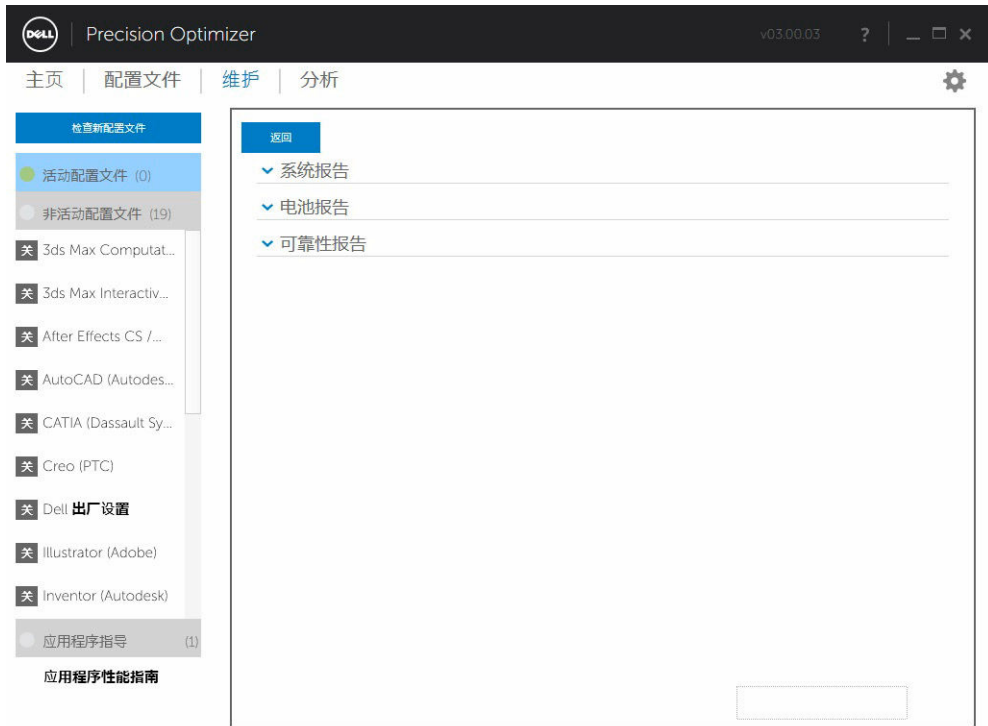 DELL
Precision Optimizer
v03.00.03
?
主页
配置文件
维护
分析
检查新配置文件
活动配置文件 (0)
非活动配置文件 (19)
关 3ds Max Computat...
关 3ds Max Interactiv...
关 After Effects CS /...
关 AutoCAD (Autodes...
关 CATIA (Dassault Sy...
关 Creo (PTC)
关 Dell 出厂设置
关 Illustrator (Adobe)
关 Inventor (Autodesk)
应用程序指导 (1)
应用程序性能指南
返回
系统报告
电池报告
可靠性报告